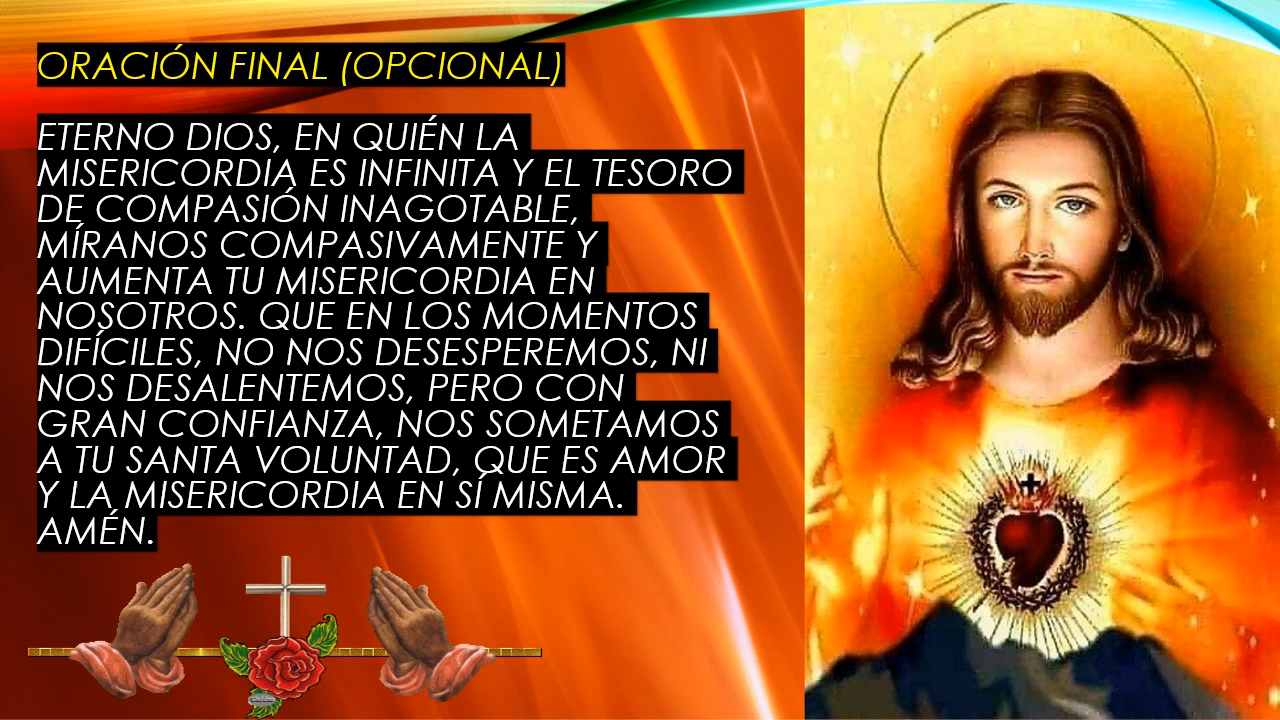 ORACIÓN FINAL (OPCIONAL)
ETERNO DIOS, EN QUIÉN LA
MISERICORDIA ES INFINITA Y EL TESORO
DE COMPASIÓN INAGOTABLE,
MÍRANOS COMPASIVAMENTE Y
AUMENTA TU MISERICORDIA EN
NOSOTROS. QUE EN LOS MOMENTOS
DIFÍCILES, NO NOS DESESPEREMOS, NI
NOS DESALENTEMOS, PERO CON
GRAN CONFIANZA, NOS SOMETAMOS
A TU SANTA VOLUNTAD, QUE ES AMOR
Y LA MISERICORDIA EN SÍ MISMA.
AMÉN.